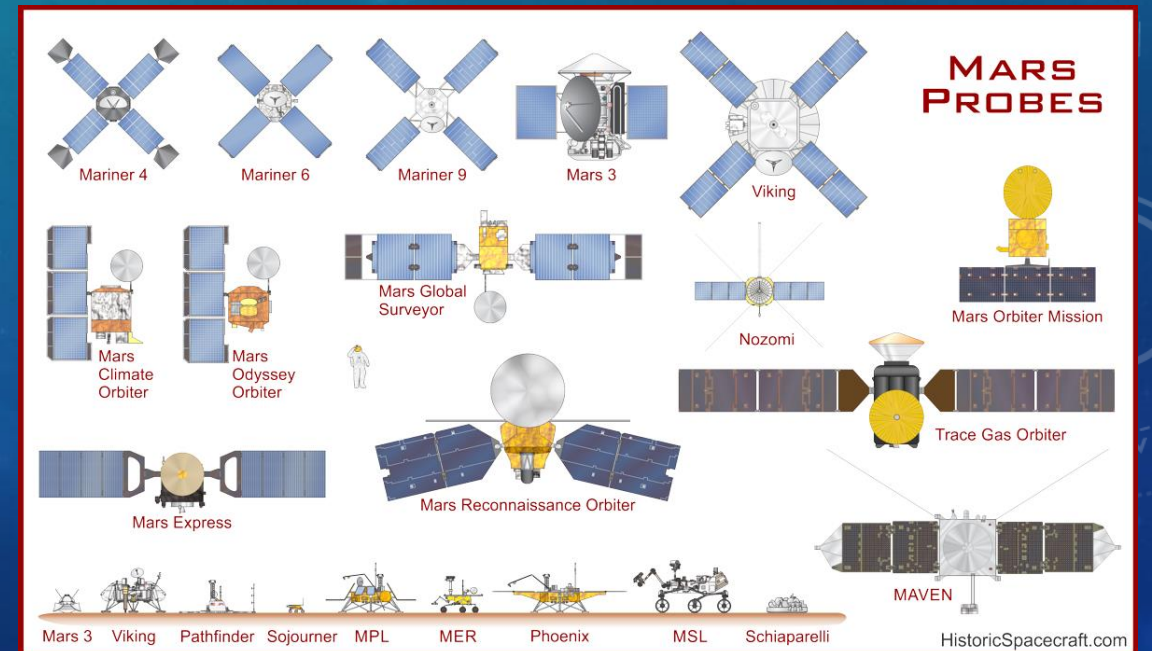 MARS
PROBES
Mariner 4
Mariner 6
Mariner 9
Mars 3
Viking
Mars
Climate
Orbiter
Mars
Odyssey
Orbiter
Mars Global
Surveyor
Nozomi
Mars Orbiter Mission
Trace Gas Orbiter
Mars Express
Mars Reconnaissance Orbiter
MAVEN
Mars 3
Viking
Pathfinder
Sojourner
MPL
MER
Phoenix
MSL
Schiaparelli
HistoricSpacecraft.com